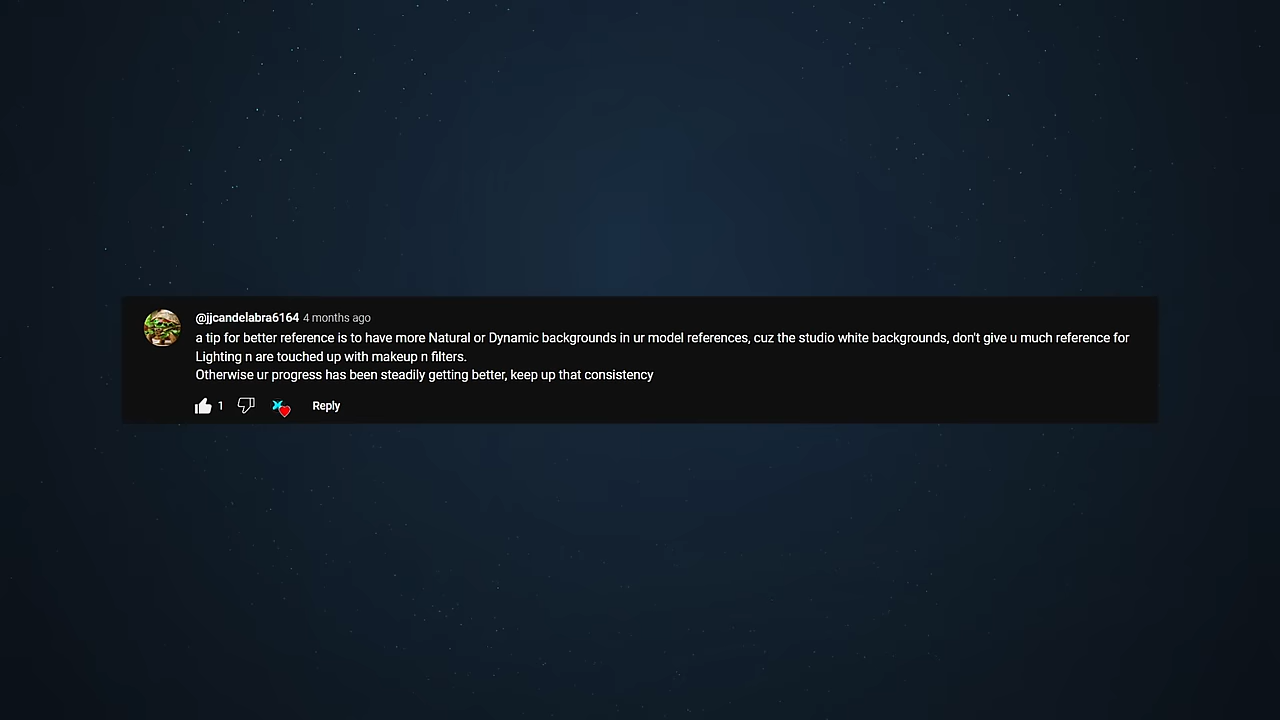 @jjcandelabra6164 4 months ago
a tip for better reference is to have more Natural or Dynamic backgrounds in ur model references, cuz the studio white backgrounds, don't give u much reference for
Lighting n are touched up with makeup n filters.
Otherwise ur progress has been steadily getting better, keep up that consistency
1 Reply